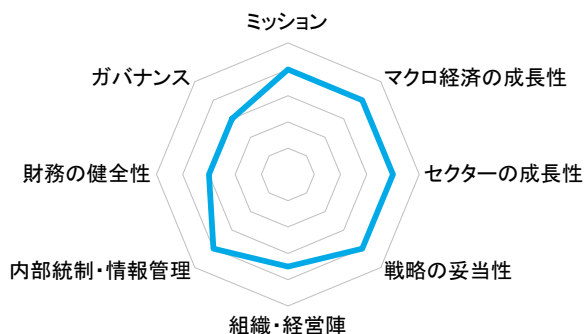 ミッション
マクロ経済の成長性
セクターの成長性
戦略の妥当性
組織・経営陣
内部統制・情報管理
財務の健全性
ガバナンス